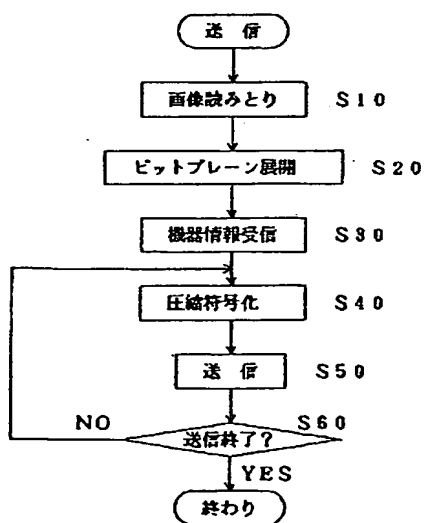 送 信
画像読みとり S10
ビットプレーン展開 S20
機器情報受信 S30
圧縮符号化 S40
送 信 S50
S60
NO 送信終了?
YES
終わり